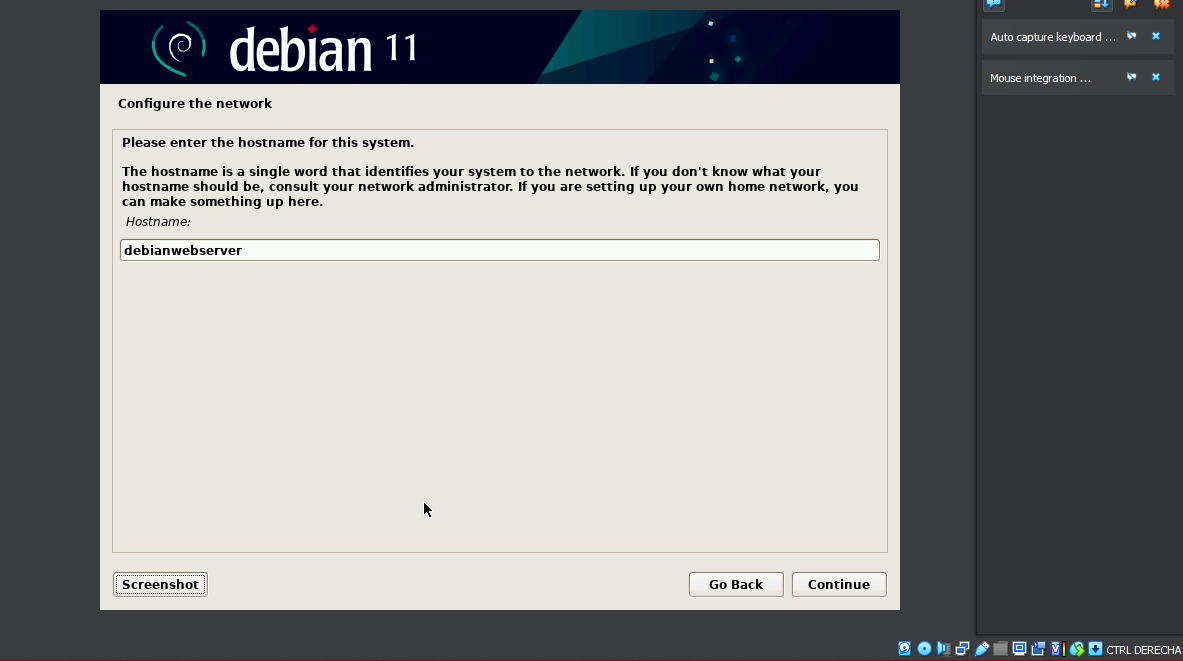 debian 11
Auto capture keyboard ...
Mouse integration ...
Configure the network
Please enter the hostname for this system.
The hostname is a single word that identifies your system to the network. If you don't know what your
hostname should be, consult your network administrator. If you are setting up your own home network, you
can make something up here.
Hostname:
debianwebserver
Screenshot
Go Back
Continue
CTRL DERECHA